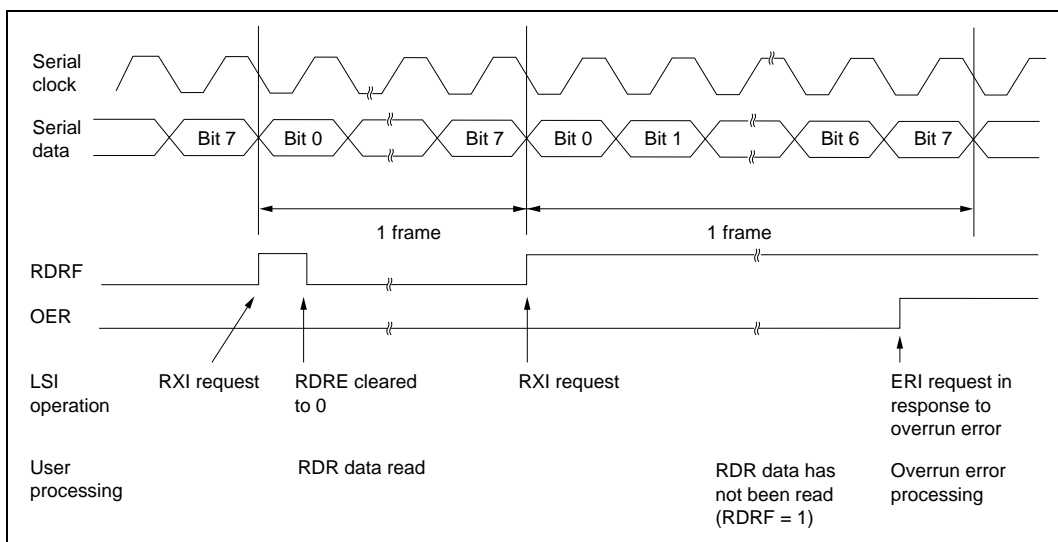 Serial
clock
Serial
data
Bit 7
Bit 0
Bit 7
Bit 0
Bit 1
Bit 6
Bit 7
1 frame
1 frame
RDRF
OER
LSI
operation
RXI request
RDRE cleared
to 0
RXI request
ERI request in
response to
overrun error
User
processing
RDR data read
RDR data has
not been read
(RDRF = 1)
Overrun error
processing